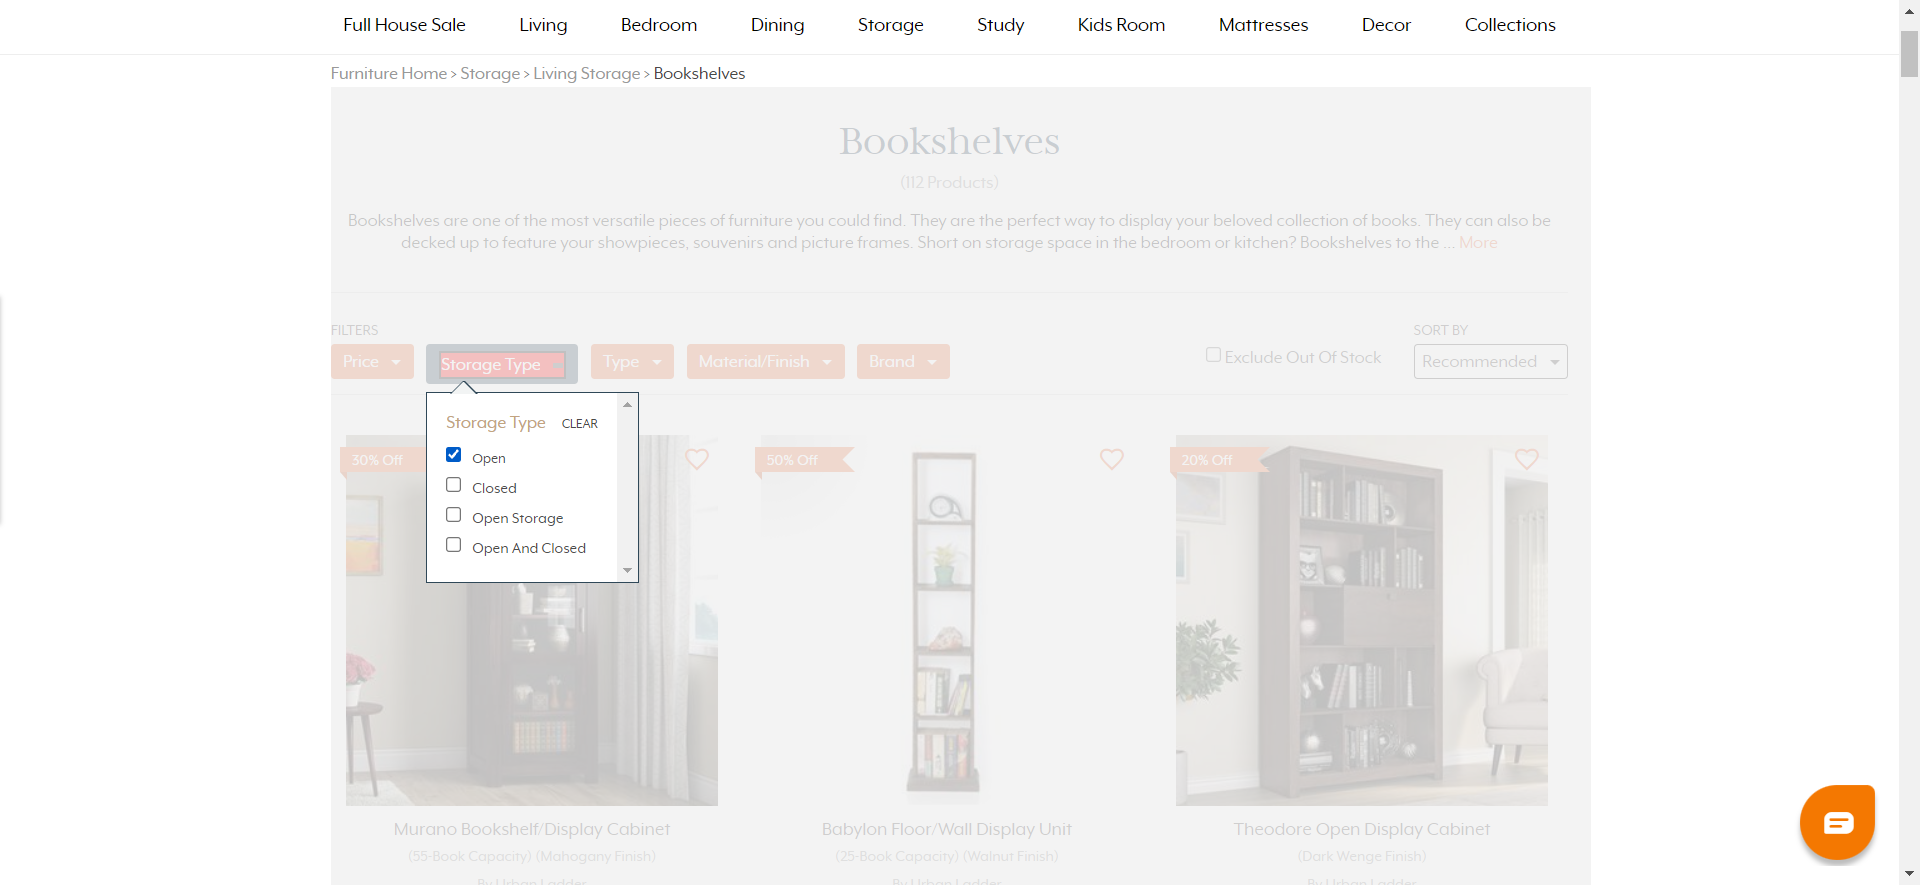 Full House Sale Living Bedroom Dining Storage Study Kids Room Mattresses Decor Collections
Furniture Home > Storage > Living Storage > Bookshelves
Bookshelves
(112 Products)
Bookshelves are one of the most versatile pieces of furniture you could find. They are the perfect way to display your beloved collection of books. They can also be
decked up to feature your showpieces, souvenirs and picture frames. Short on storage space in the bedroom or kitchen? Bookshelves to the ... More
FILTERS
SORT BY
Price Storage Type Type Material/Finish Brand Exclude Out Of Stock Recommended
Storage Type CLEAR
Open
Closed
Open Storage
Open And Closed
30% Off
50% Off
20% Off
Murano Bookshelf/Display Cabinet
(55-Book Capacity) (Mahogany Finish)
By Urban Ladder
Babylon Floor/Wall Display Unit
(25-Book Capacity) (Walnut Finish)
By Urban Ladder
Theodore Open Display Cabinet
(Dark Wenge Finish)
By Urban Ladder